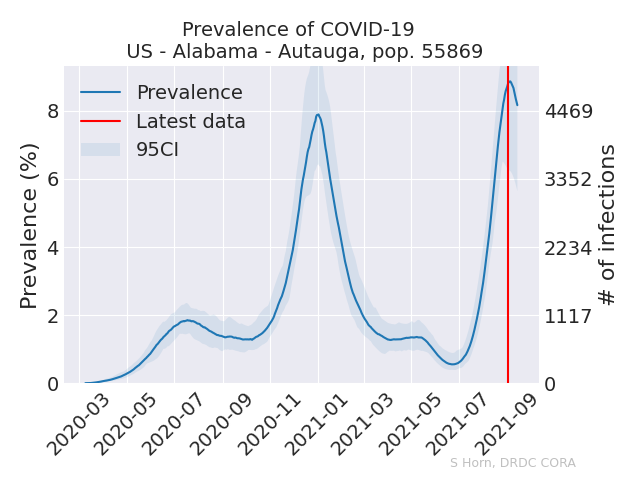 Prevalence of COVID-19
US - Alabama - Autauga, pop. 55869
Prevalence
Latest data
95CI
Prevalence (%)
8
6
4
2
0
4469
3352
2234
1117
0
# of infections
2020-03
2020-05
2020-07
2020-09
2020-11
2021-01
2021-03
2021-05
2021-07
2021-09
S Horn, DRDC CORA